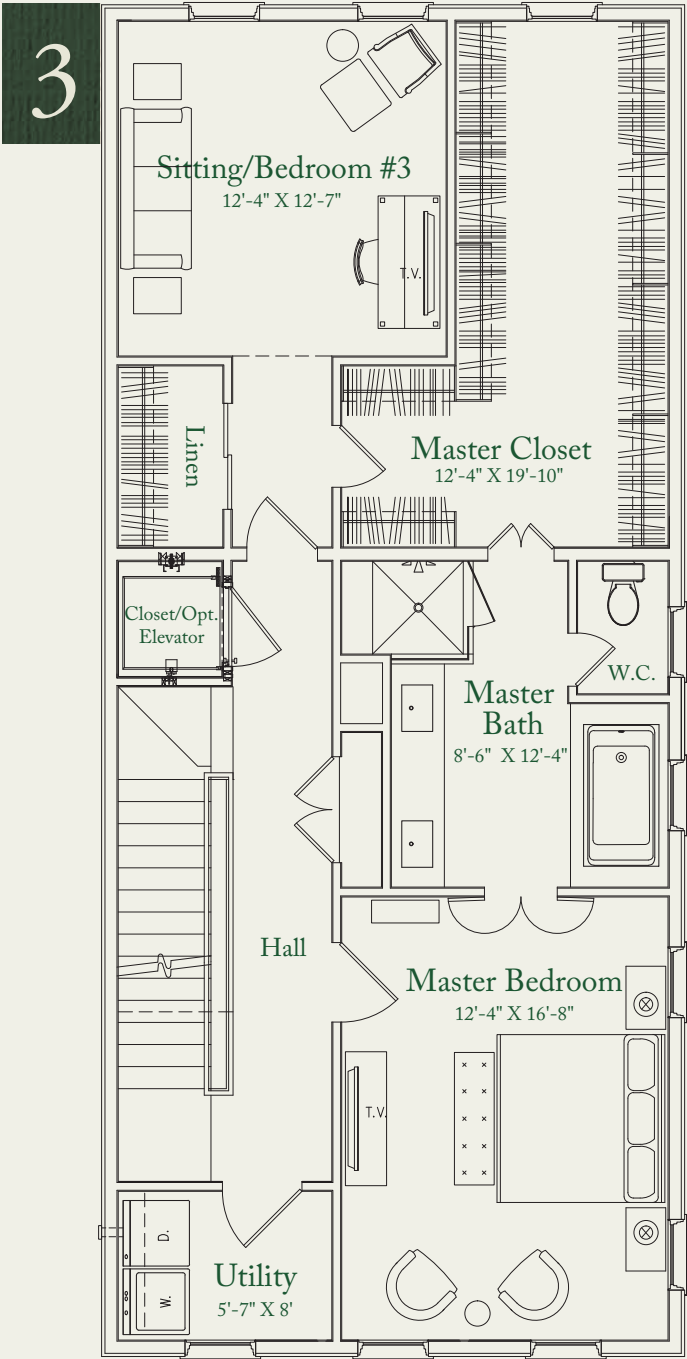 3
Sitting/Bedroom #3
12'-4" X 12'-7"
T.V.
Linen
Master Closet
12'-4" X 19'-10"
Closet/Opt.
Elevator
W.C.
Master
Bath
8'-6" X 12'-4"
Hall
Master Bedroom
12'-4" X 16'-8"
T.V.
D.
W.
Utility
5'-7" X 8'